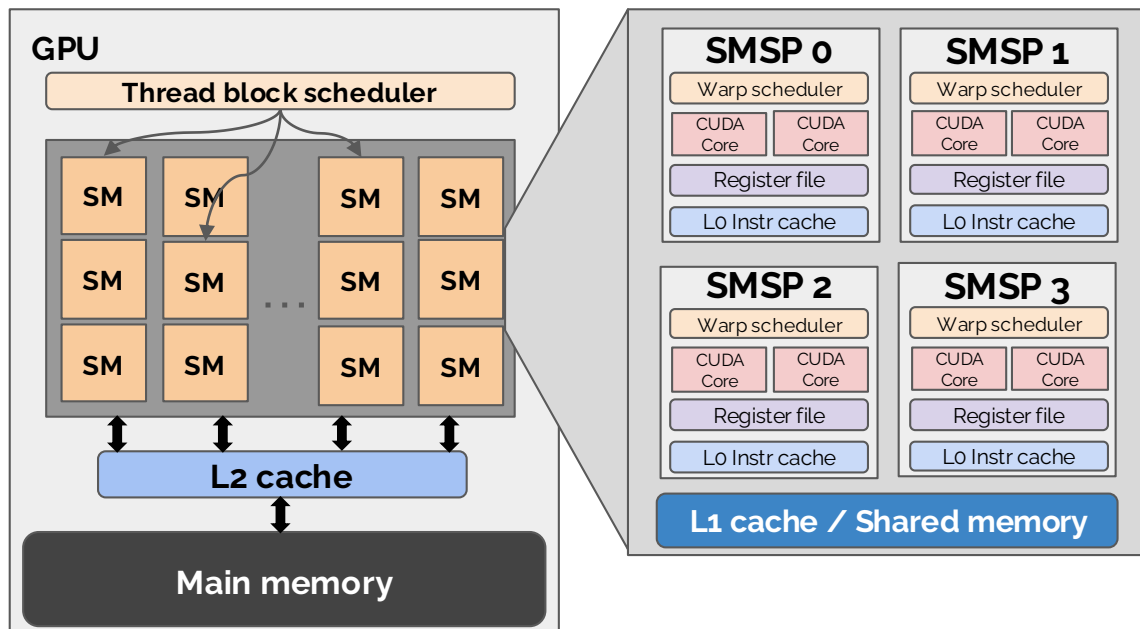 GPU
Thread block scheduler
SM
SM
SM
SM
SM
SM
SM
SM
SM
SM
SM
SM
...
L2 cache
Main memory
SMSP 0
Warp scheduler
CUDA
Core
CUDA
Core
Register file
L0 Instr cache
SMSP 1
Warp scheduler
CUDA
Core
CUDA
Core
Register file
L0 Instr cache
SMSP 2
Warp scheduler
CUDA
Core
CUDA
Core
Register file
L0 Instr cache
SMSP 3
Warp scheduler
CUDA
Core
CUDA
Core
Register file
L0 Instr cache
L1 cache / Shared memory